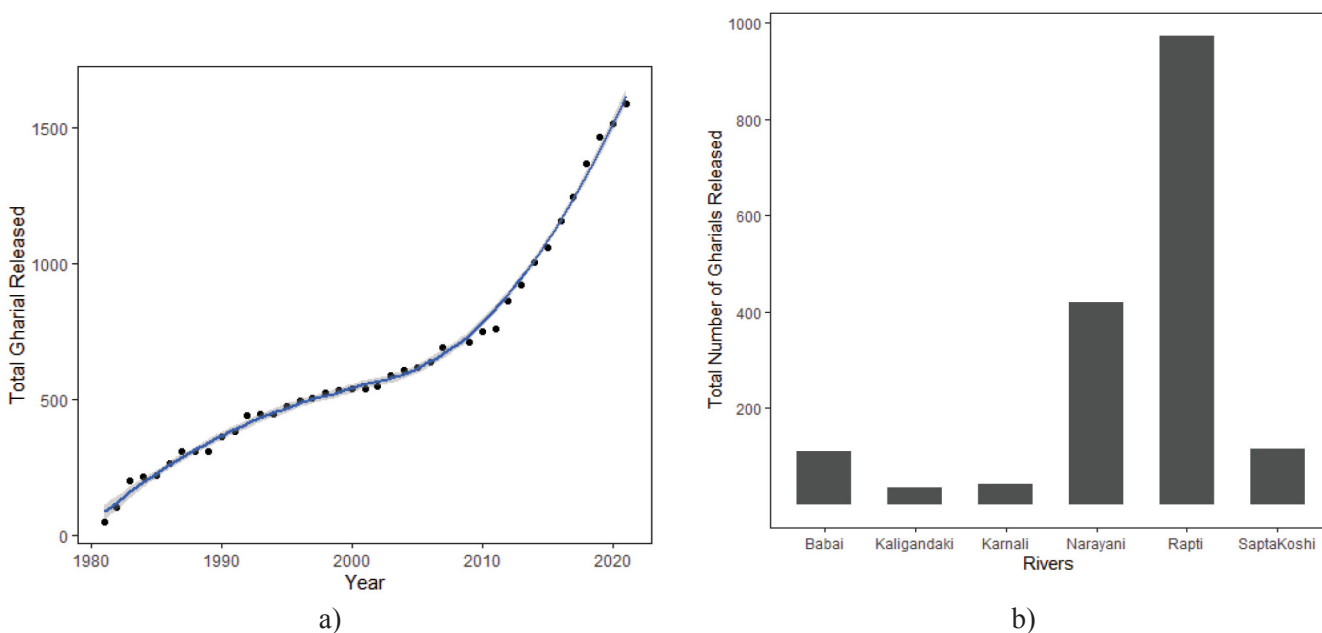 Total Gharial Released
1500
1000
500
0
1980 1990 2000 2010 2020
Year
a)
Total Number of Gharials Released
1000
800
600
400
200
Babai Kaligandaki Karnali Narayani Rapti SaptaKoshi
Rivers
b)